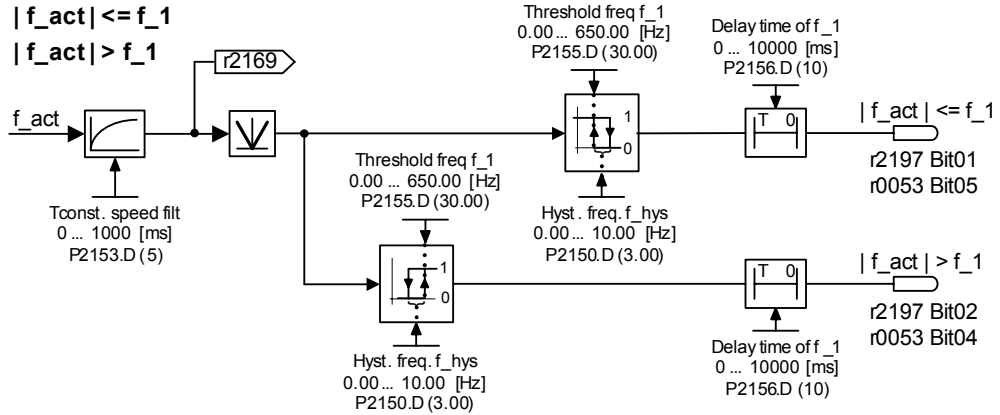 | f_act | <= f_1
| f_act | > f_1
r2169
f_act
Tconst. speed filt
0 ... 1000 [ms]
P2153.D (5)
Threshold freq f_1
0.00 ... 650.00 [Hz]
P2155.D (30.00)
1
0
Hyst. freq. f_hys
0.00 ... 10.00 [Hz]
P2150.D (3.00)
Delay time of f_1
0 ... 10000 [ms]
P2156.D (10)
T 0
| f_act | <= f_1
r2197 Bit01
r0053 Bit05
Threshold freq f_1
0.00 ... 650.00 [Hz]
P2155.D (30.00)
1
0
Hyst. freq. f_hys
0.00 ... 10.00 [Hz]
P2150.D (3.00)
T 0
Delay time of f_1
0 ... 10000 [ms]
P2156.D (10)
| f_act | > f_1
r2197 Bit02
r0053 Bit04